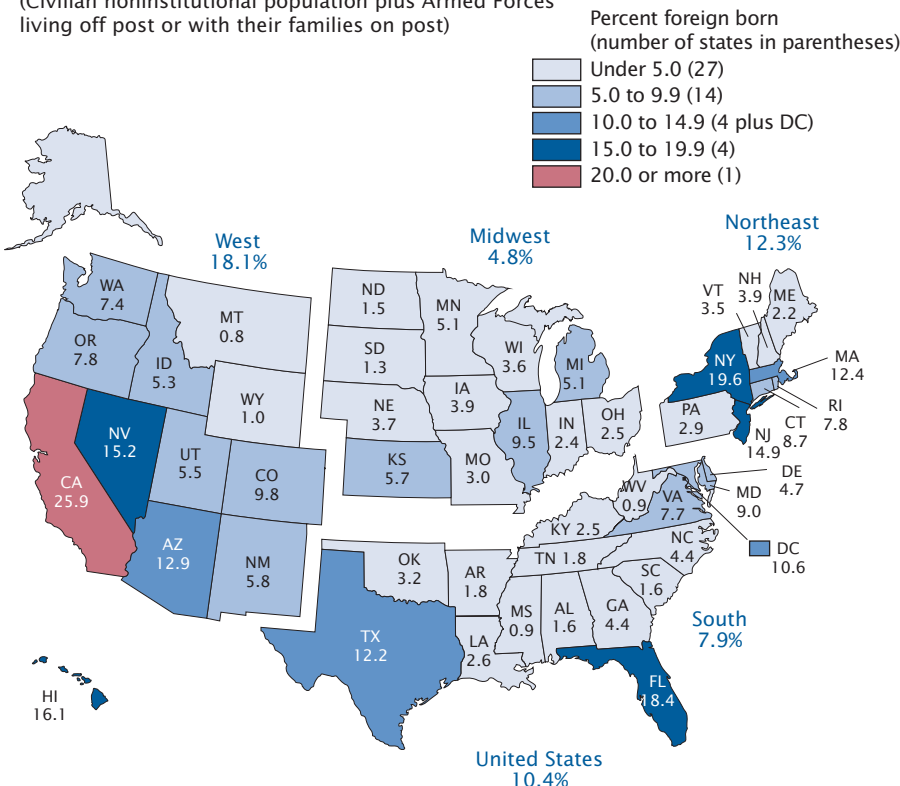 (Civilian noninstitutional population plus Armed Forces
living off post or with their families on post)
Percent foreign born
(number of states in parentheses)
Under 5.0 (27)
5.0 to 9.9 (14)
10.0 to 14.9 (4 plus DC)
15.0 to 19.9 (4)
20.0 or more (1)
West
18.1%
Midwest
4.8%
Northeast
12.3%
WA
7.4
OR
7.8
ID
5.3
MT
0.8
WY
1.0
CA
25.9
NV
15.2
UT
5.5
CO
9.8
AZ
12.9
NM
5.8
HI
16.1
ND
1.5
SD
1.3
NE
3.7
KS
5.7
MN
5.1
IA
3.9
MO
3.0
WI
3.6
IL
9.5
MI
5.1
IN
2.4
OH
2.5
VT
3.5
NH
3.9
ME
2.2
NY
19.6
MA
12.4
RI
7.8
CT
8.7
NJ
14.9
PA
2.9
DE
4.7
MD
9.0
DC
10.6
WV
0.9
VA
7.7
KY 2.5
TN 1.8
NC
4.4
SC
1.6
OK
3.2
AR
1.8
TX
12.2
LA
2.6
MS
0.9
AL
1.6
GA
4.4
FL
18.4
South
7.9%
United States
10.4%